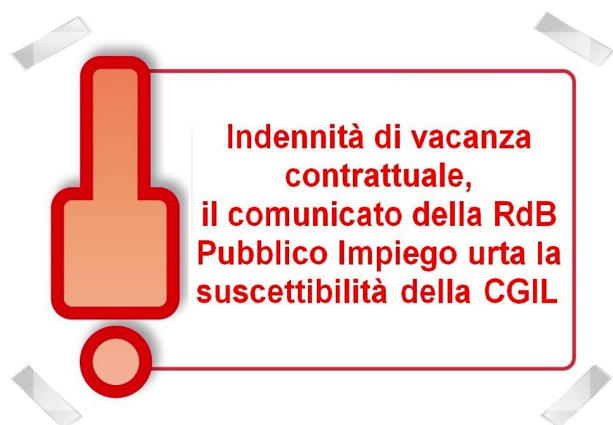 Indennità di vacanza
contrattuale,
il comunicato della RdB
Pubblico Impiego urta la
suscettibilità della CGIL